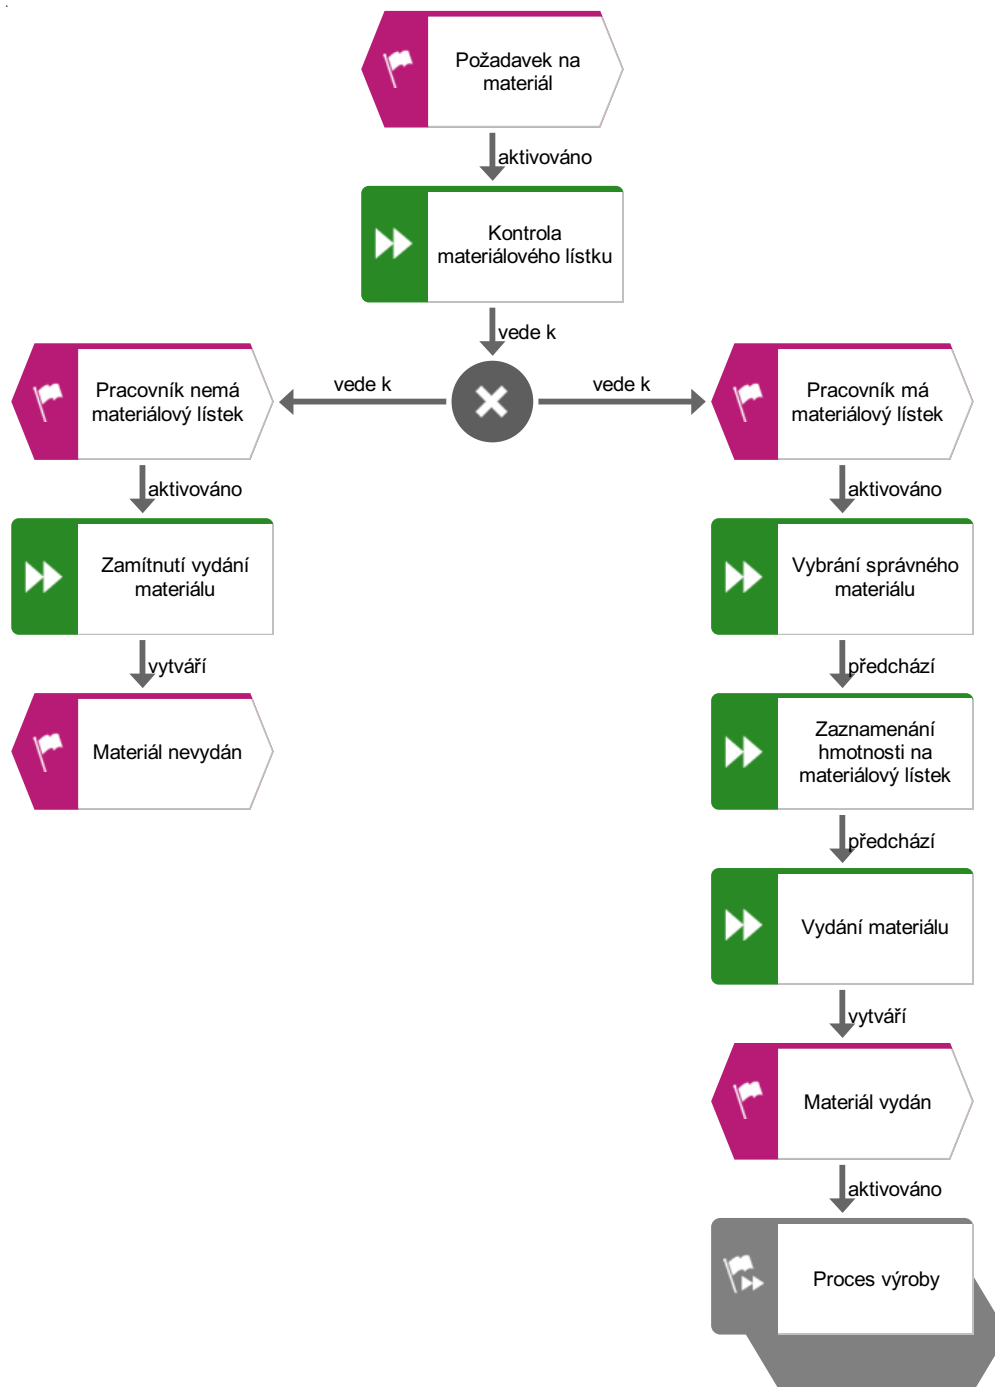 Požadavek na
materiál
aktivováno
Kontrola
materiálového lístku
vede k
vede k
vede k
Pracovník nemá
materiálový lístek
Pracovník má
materiálový lístek
aktivováno
aktivováno
Zamítnutí vydání
materiálu
Vybrání správného
materiálu
vytváří
předchází
Materiál nevydán
Zaznamenání
hmotnosti na
materiálový lístek
předchází
Vydání materiálu
vytváří
Materiál vydán
aktivováno
Proces výroby